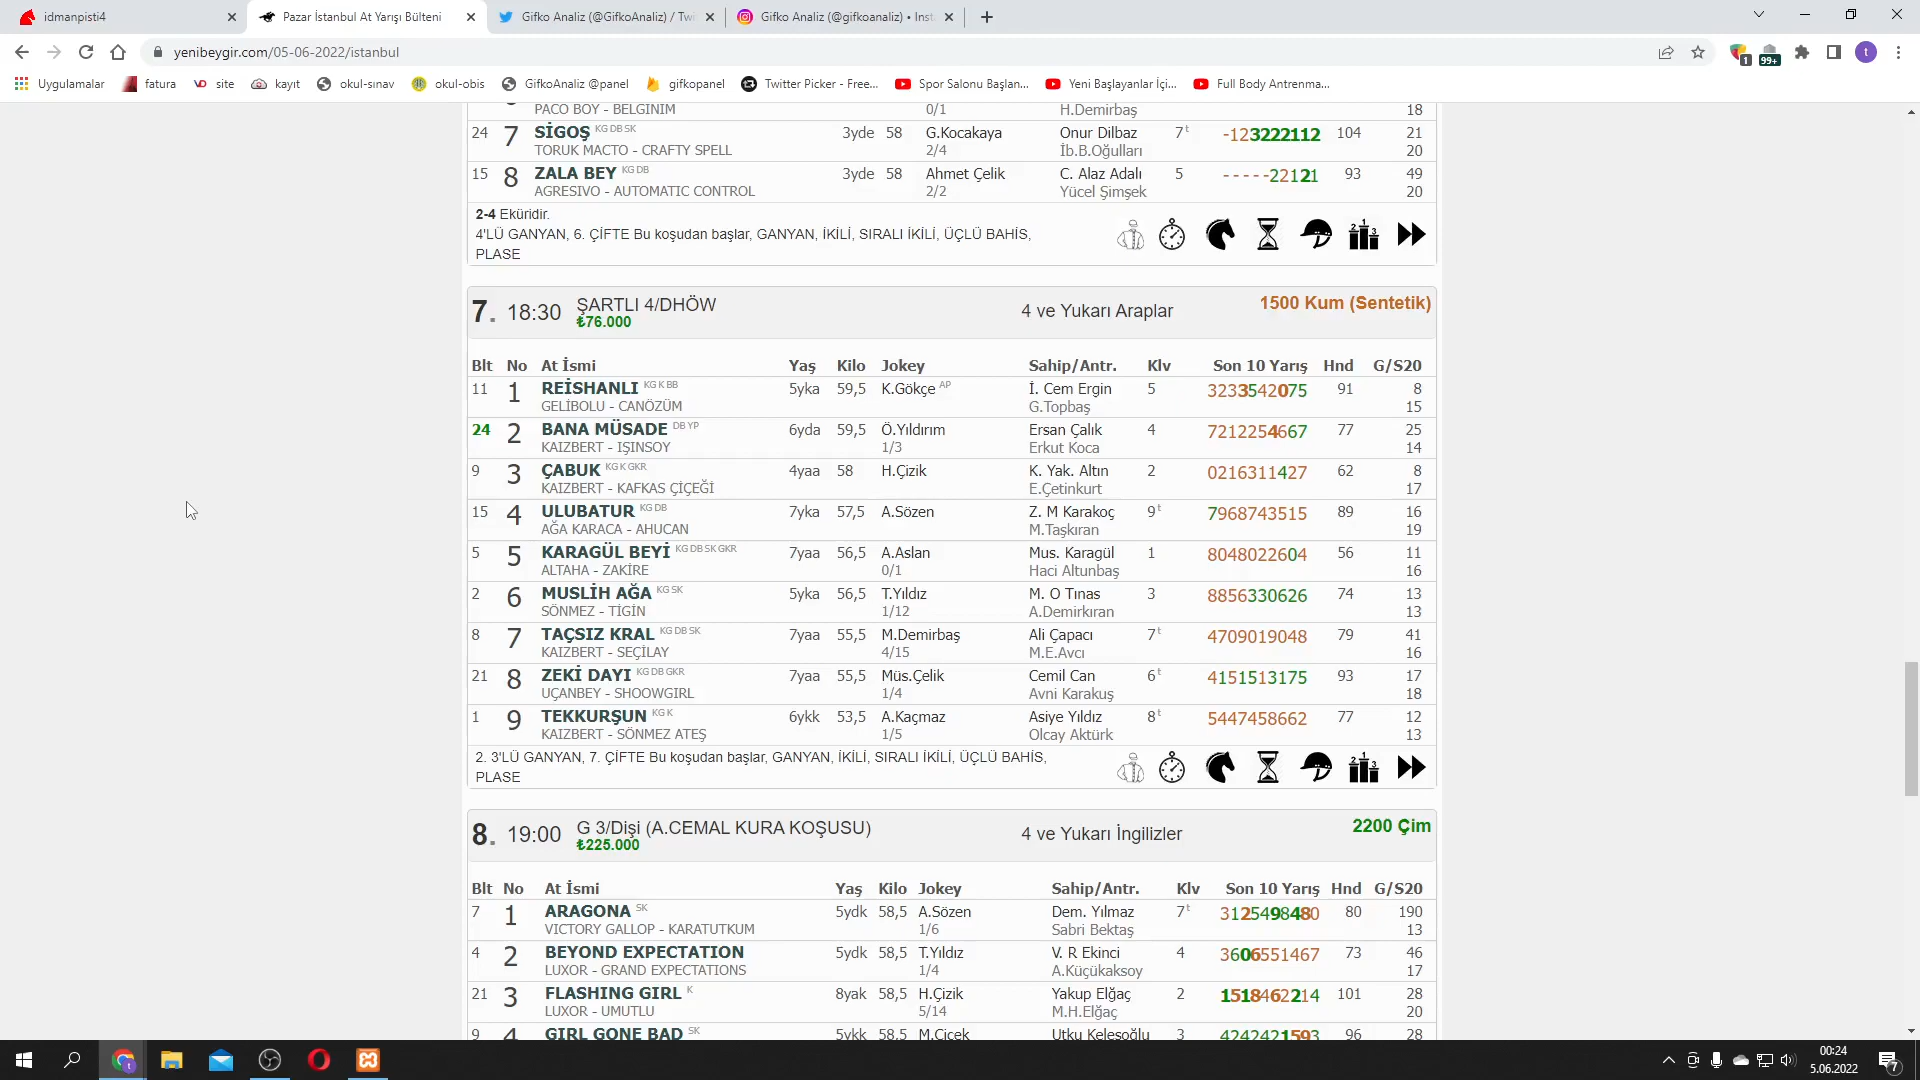 idmanpisti4
Pazar İstanbul At Yarışı Bülteni
Gifko Analiz (@GifkoAnaliz) / Twi
Gifko Analiz (@gifkoanaliz) • Inst
yenibeygir.com/05-06-2022/istanbul
1
99+
t
Uygulamalar
fatura
site
kayıt
okul-sınav
okul-obis
GifkoAnaliz @panel
gifkopanel
Twitter Picker - Free...
Spor Salonu Başlan...
Yeni Başlayanlar İçi...
Full Body Antrenma...
PACO BOY - BELGINIM 0/1 H.Demirbaş 18
24 7 SİGOŞ KG DB SK 3yde 58 G.Kocakaya Onur Dilbaz 7t -123222112 104 21
TORUK MACTO - CRAFTY SPELL 2/4 İb.B.Oğulları 20
15 8 ZALA BEY KG DB 3yde 58 Ahmet Çelik C. Alaz Adalı 5 -----22121 93 49
AGRESIVO - AUTOMATIC CONTROL 2/2 Yücel Şimşek 20
2-4 Eküridir.
4'LÜ GANYAN, 6. ÇİFTE Bu koşudan başlar, GANYAN, İKİLİ, SIRALI İKİLİ, ÜÇLÜ BAHİS,
PLASE
7. 18:30 ŞARTLI 4/DHÖW 4 ve Yukarı Araplar 1500 Kum (Sentetik)
₺76.000
Blt No At İsmi Yaş Kilo Jokey Sahip/Antr. Klv Son 10 Yarış Hnd G/S20
11 1 REİSHANLI KG K BB 5yka 59,5 K.Gökçe AP İ. Cem Ergin 5 3233542075 91 8
GELİBOLU - CANÖZÜM G.Topbaş 15
24 2 BANA MÜSADE DB YP 6yda 59,5 Ö.Yıldırım Ersan Çalık 4 7212254667 77 25
KAIZBERT - IŞINSOY 1/3 Erkut Koca 14
9 3 ÇABUK KG K GKR 4yaa 58 H.Çizik K. Yak. Altın 2 0216311427 62 8
KAIZBERT - KAFKAS ÇİÇEĞİ E.Çetinkurt 17
15 4 ULUBATUR KG DB 7yka 57,5 A.Sözen Z. M Karakoç 9t 7968743515 89 16
AĞA KARACA - AHUCAN M.Taşkıran 19
5 5 KARAGÜL BEYİ KG DB SK GKR 7yaa 56,5 A.Aslan Mus. Karagül 1 8048022604 56 11
ALTAHA - ZAKİRE 0/1 Haci Altunbaş 16
2 6 MUSLİH AĞA KG SK 5yka 56,5 T.Yıldız M. O Tınas 3 8856330626 74 13
SÖNMEZ - TİGİN 1/12 A.Demirkıran 13
8 7 TAÇSIZ KRAL KG DB SK 7yaa 55,5 M.Demirbaş Ali Çapacı 7t 4709019048 79 41
KAIZBERT - SEÇİLAY 4/15 M.E.Avcı 16
21 8 ZEKİ DAYI KG DB GKR 7yaa 55,5 Müs.Çelik Cemil Can 6t 4151513175 93 17
UÇANBEY - SHOOWGIRL 1/4 Avni Karakuş 18
1 9 TEKKURŞUN KG K 6ykk 53,5 A.Kaçmaz Asiye Yıldız 8t 5447458662 77 12
KAIZBERT - SÖNMEZ ATEŞ 1/5 Olcay Aktürk 13
2. 3'LÜ GANYAN, 7. ÇİFTE Bu koşudan başlar, GANYAN, İKİLİ, SIRALI İKİLİ, ÜÇLÜ BAHİS,
PLASE
8. 19:00 G 3/Dişi (A.CEMAL KURA KOŞUSU) 4 ve Yukarı İngilizler 2200 Çim
₺225.000
Blt No At İsmi Yaş Kilo Jokey Sahip/Antr. Klv Son 10 Yarış Hnd G/S20
7 1 ARAGONA SK 5ydk 58,5 A.Sözen Dem. Yılmaz 7t 3125498480 80 190
VICTORY GALLOP - KARATUTKUM 1/6 Sabri Bektaş 13
4 2 BEYOND EXPECTATION 5ydk 58,5 T.Yıldız V. R Ekinci 4 3606551467 73 46
LUXOR - GRAND EXPECTATIONS 1/4 A.Küçükaksoy 17
21 3 FLASHING GIRL K 8yak 58,5 H.Çizik Yakup Elğaç 2 1518462214 101 28
LUXOR - UMUTLU 5/14 M.H.Elğaç 20
9 4 GIRL GONE BAD SK 5ykk 58,5 M.Çiçek Utku Keleşoğlu 3 4242421593 96 28
00:24
5.06.2022
7